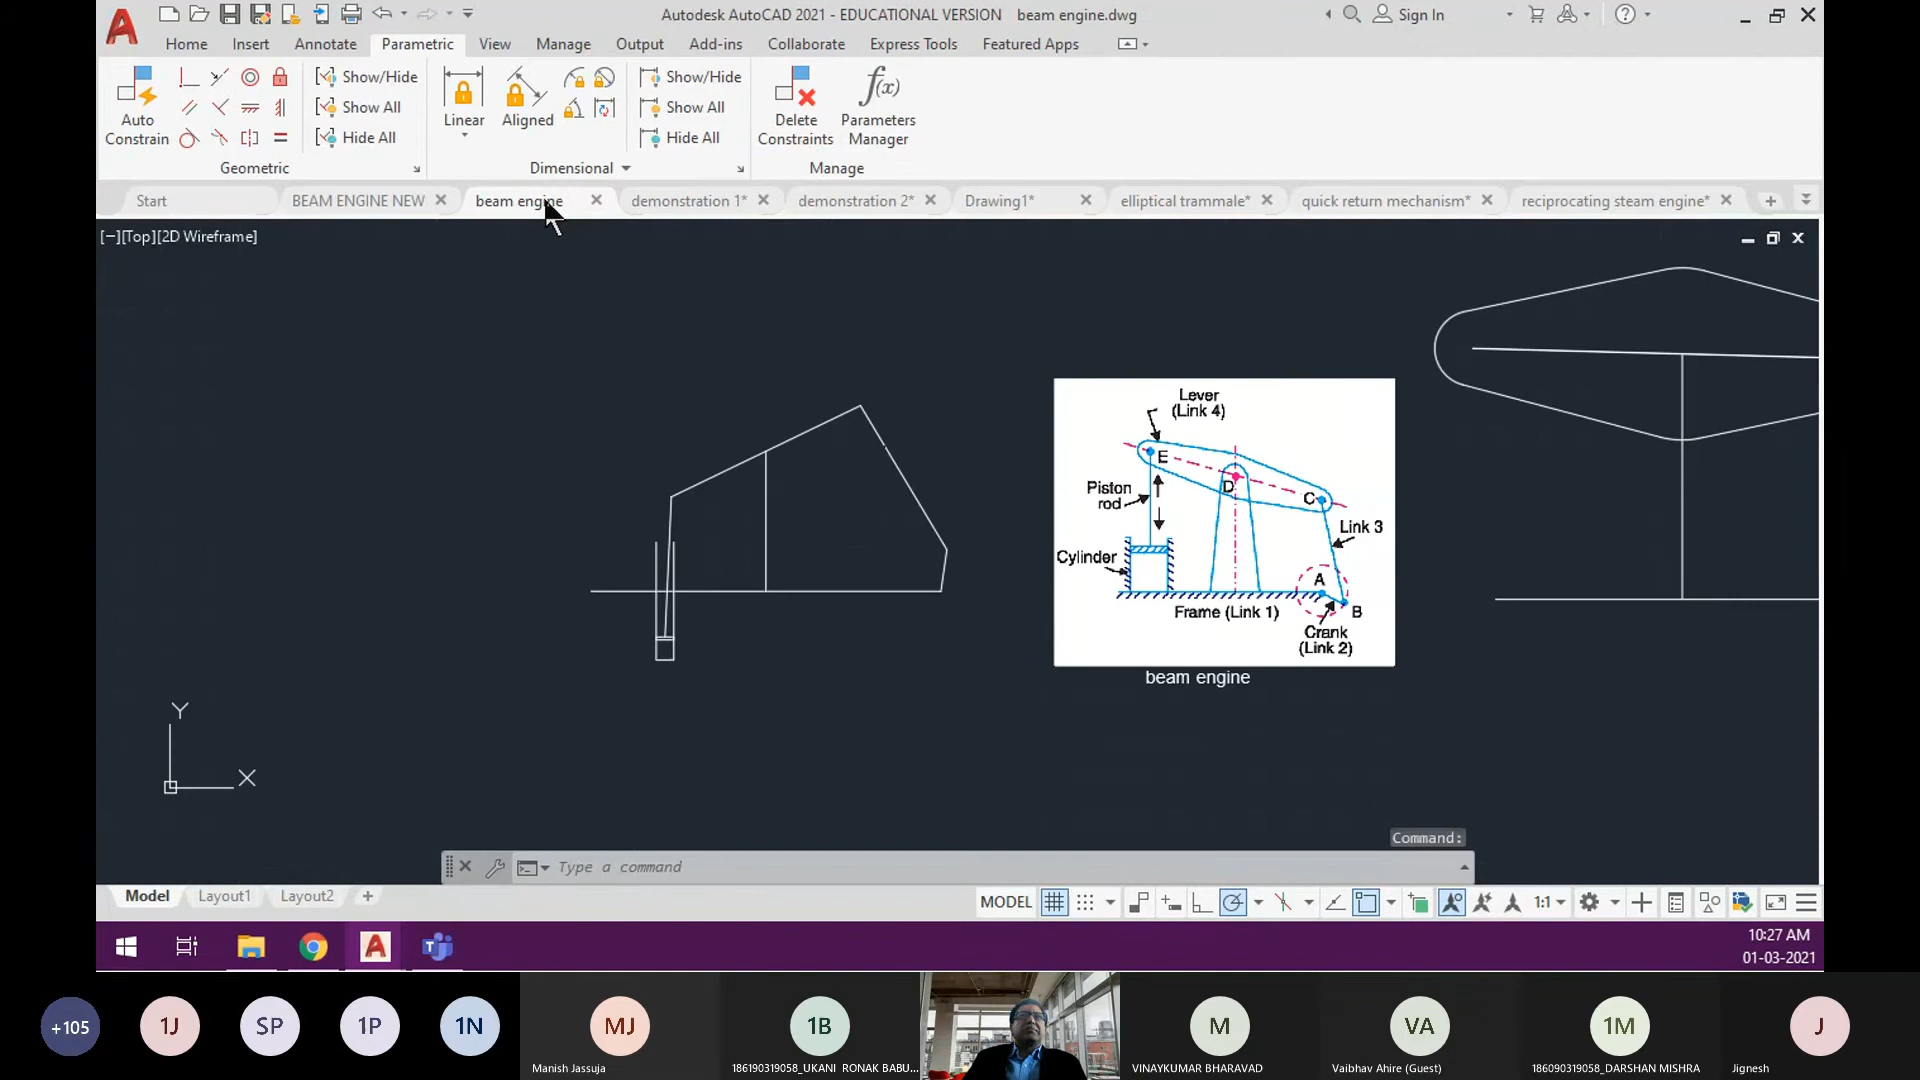 Autodesk AutoCAD 2021 - EDUCATIONAL VERSION beam engine.dwg
Sign In
Home Insert Annotate Parametric View Manage Output Add-ins Collaborate Express Tools Featured Apps
Auto
Constrain
Show/Hide
Show All
Hide All
Geometric
Linear
Aligned
Show/Hide
Show All
Hide All
Dimensional
Delete
Constraints
f(x)
Parameters
Manager
Manage
Start
BEAM ENGINE NEW
beam engine
demonstration 1*
demonstration 2*
Drawing1*
elliptical trammale*
quick return mechanism*
reciprocating steam engine*
[−][Top][2D Wireframe]
Lever
(Link 4)
E
Piston
rod
D
C
Link 3
Cylinder
A
Frame (Link 1)
B
Crank
(Link 2)
beam engine
Y
X
Command:
Type a command
Model Layout1 Layout2
MODEL
1:1
10:27 AM
01-03-2021
+105
1J
SP
1P
1N
MJ
Manish Jassuja
1B
186190319058_UKANI RONAK BABU...
M
VINAYKUMAR BHARAVAD
VA
Vaibhav Ahire (Guest)
1M
186090319058_DARSHAN MISHRA
J
Jignesh